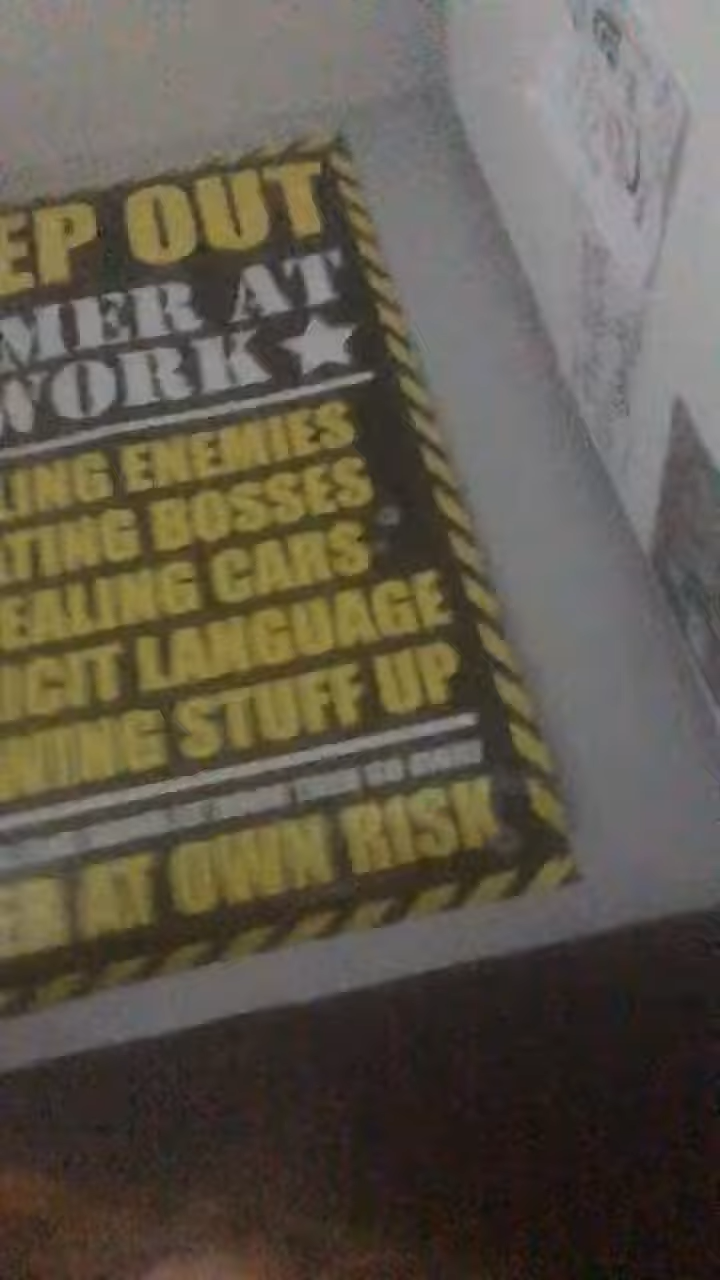 EP OUT
MER AT
WORK
LING ENEMIES
ATING BOSSES
EALING CARS
ICIT LANGUAGE
WING STUFF UP
ER AT OWN RISK